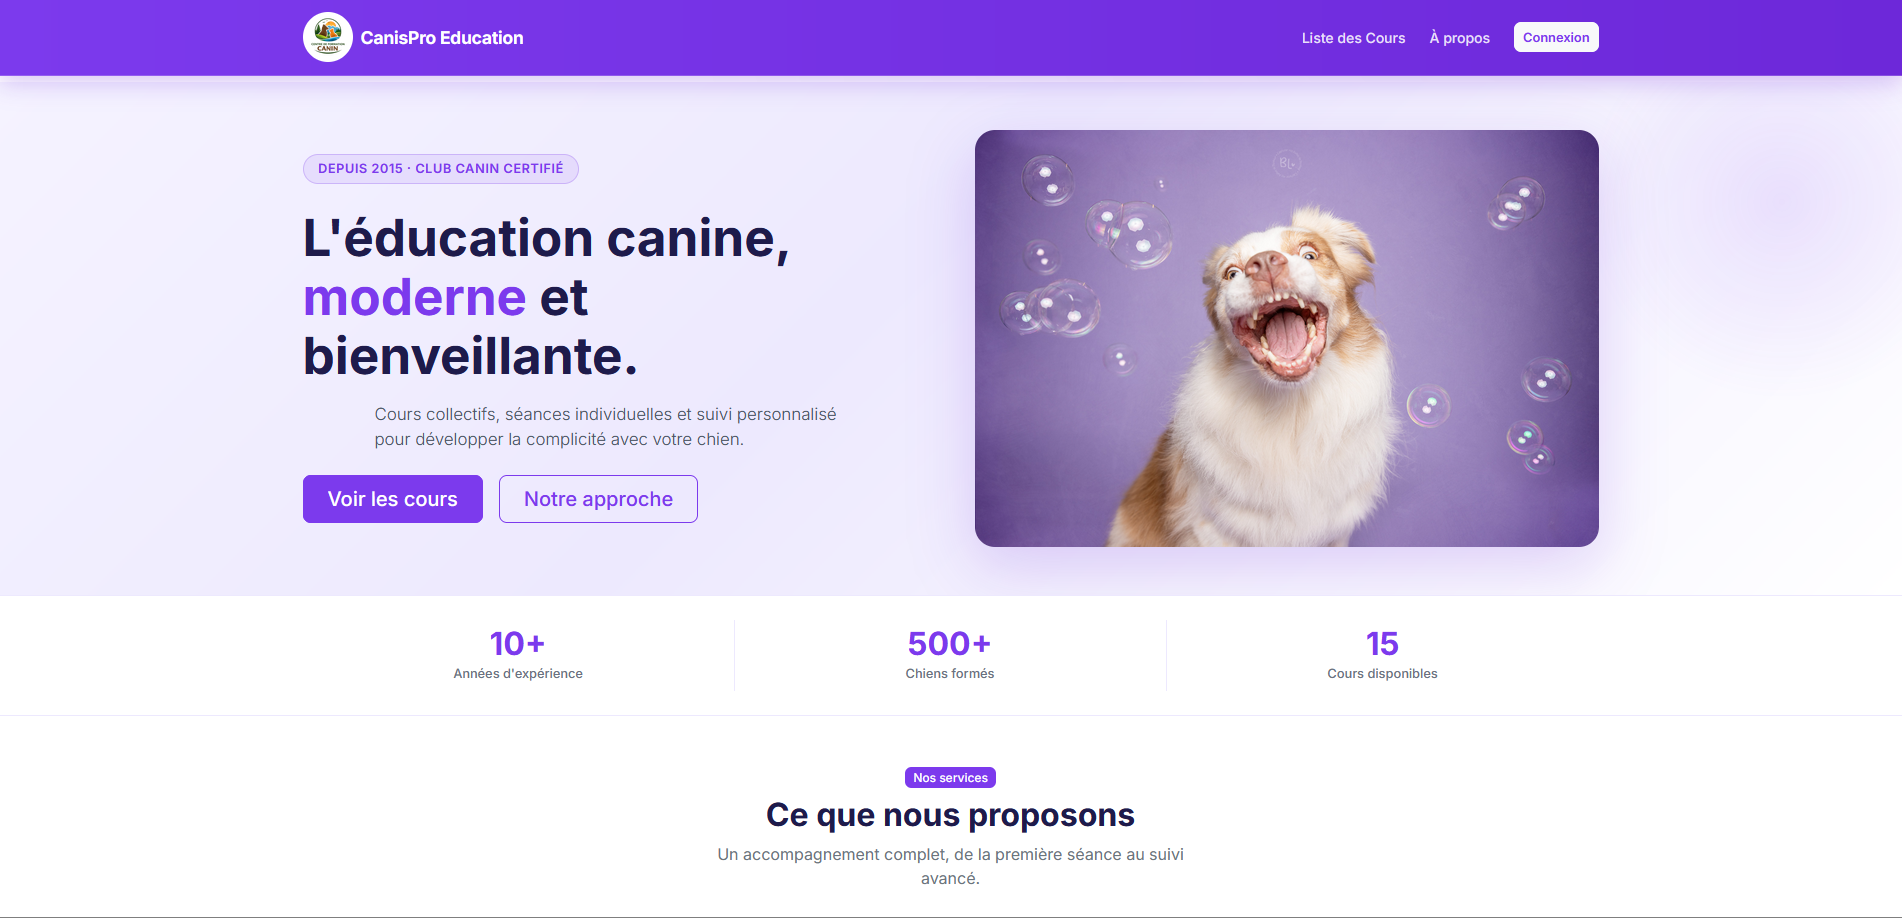 CANIN
CanisPro Education
Liste des Cours
À propos
Connexion
DEPUIS 2015 · CLUB CANIN CERTIFIÉ
L'éducation canine,
moderne et
bienveillante.
Cours collectifs, séances individuelles et suivi personnalisé
pour développer la complicité avec votre chien.
Voir les cours
Notre approche
10+
Années d'expérience
500+
Chiens formés
15
Cours disponibles
Nos services
Ce que nous proposons
Un accompagnement complet, de la première séance au suivi
avancé.